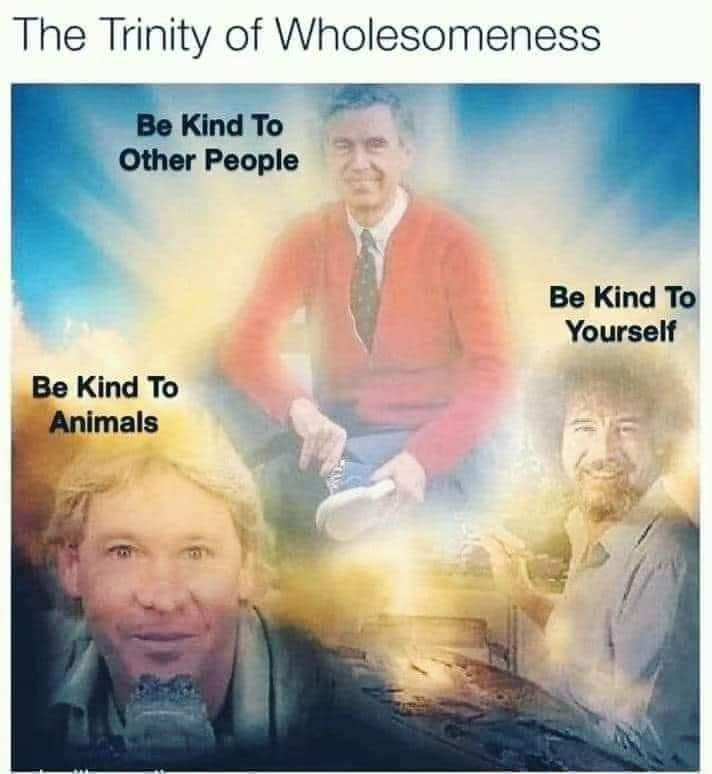 The Trinity of Wholesomeness
Be Kind To
Other People
Be Kind To
Yourself
Be Kind To
Animals